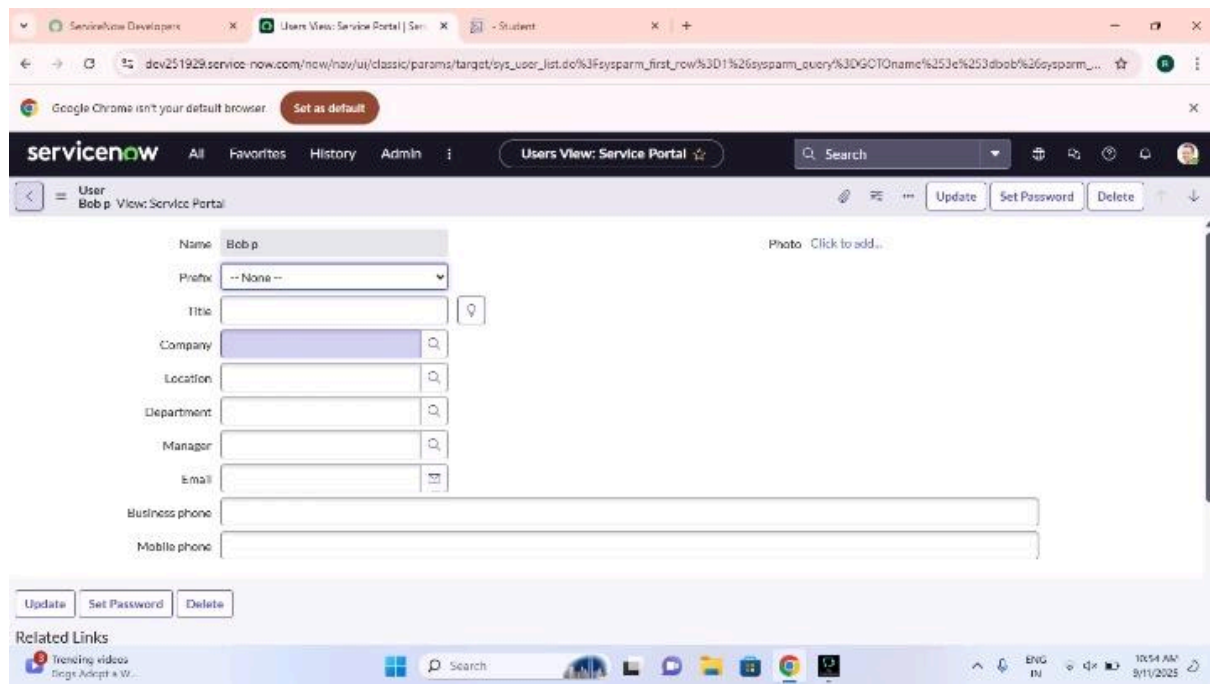 ServiceNow Developers
Users View: Service Portal | Ser
- Student
dev251929.service-now.com/now/nav/ui/classic/params/target/sys_user_list.do%3Fsysparm_first_row%3D1%26sysparm_query%3DGOTOname%253e%253dbob%26sysparm_...
Google Chrome isn't your default browser
Set as default
servicenow All Favorites History Admin
Users View: Service Portal
Search
User
Bob p View: Service Portal
Update Set Password Delete
Name Bob p
Photo Click to add...
Prefix -- None --
Title
Company
Location
Department
Manager
Email
Business phone
Mobile phone
Update Set Password Delete
Related Links
Trending videos
Dogs Adopt a W...
Search
ENG
IN
10:54 AM
9/11/2025